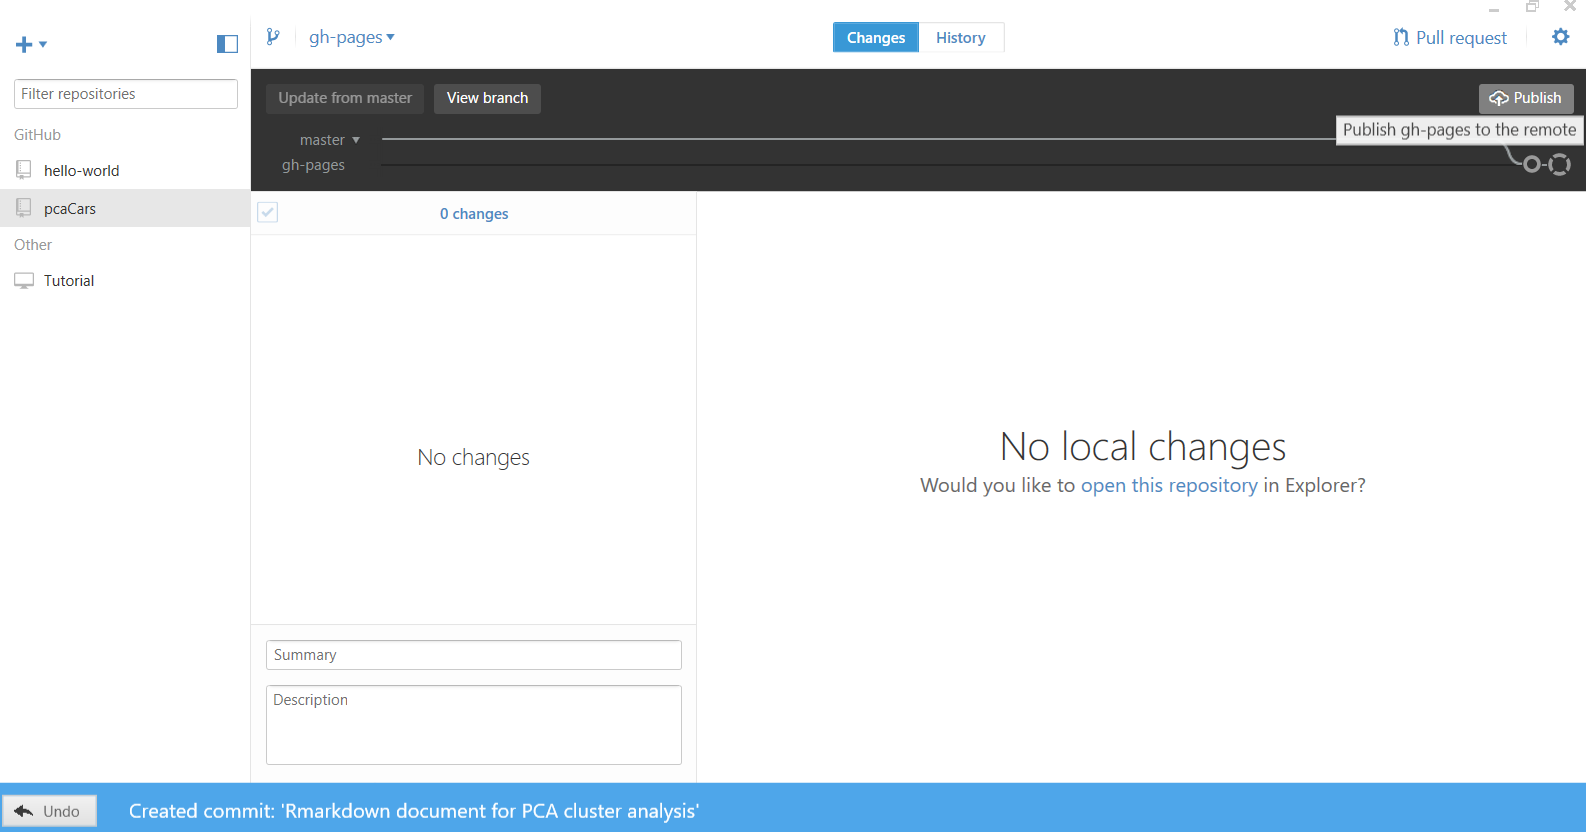 gh-pages
Changes
History
Pull request
Filter repositories
GitHub
hello-world
pcaCars
Other
Tutorial
Update from master
View branch
Publish
Publish gh-pages to the remote
master
gh-pages
0 changes
No changes
No local changes
Would you like to open this repository in Explorer?
Summary
Description
Undo
Created commit: 'Rmarkdown document for PCA cluster analysis'